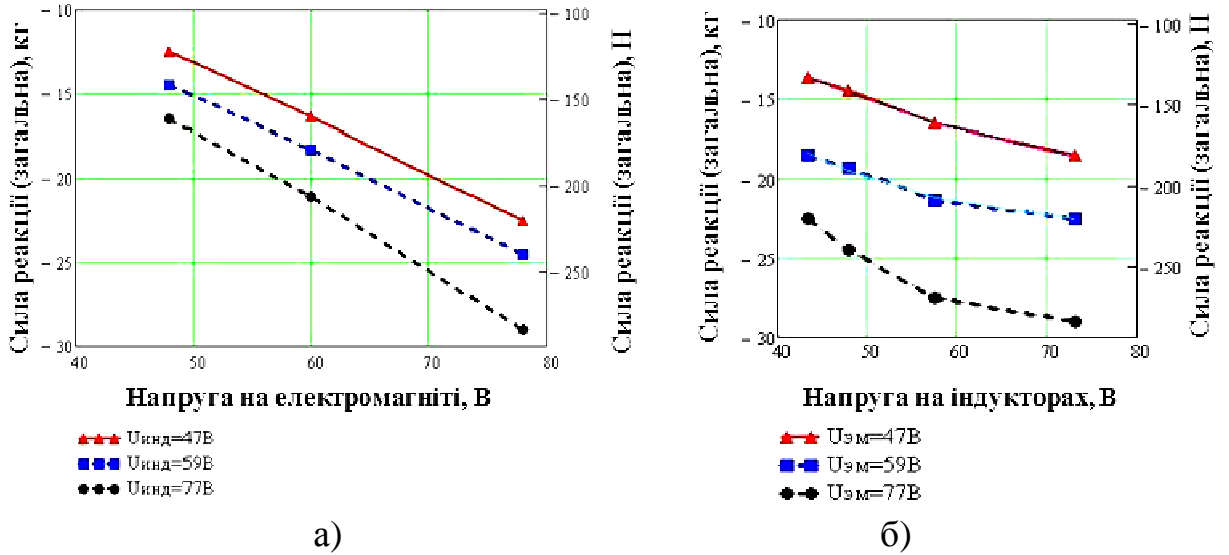 Сила реакції (загальна), кг
− 10
− 15
− 20
− 25
− 30
40
50
60
70
80
− 100
− 150
− 200
− 250
Сила реакції (загальна), Н
Напруга на електромагніті, В
Uинд=47В
Uинд=59В
Uинд=77В
а)
Сила реакції (загальна), кг
− 10
− 15
− 20
− 25
− 30
40
50
60
70
80
− 100
− 150
− 200
− 250
Сила реакції (загальна), Н
Напруга на індукторах, В
Uэм=47В
Uэм=59В
Uэм=77В
б)